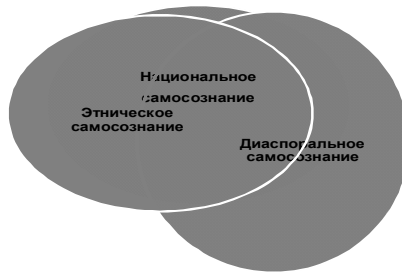 Национальное
самосознание
Этническое
самосознание
Диаспоральное
самосознание